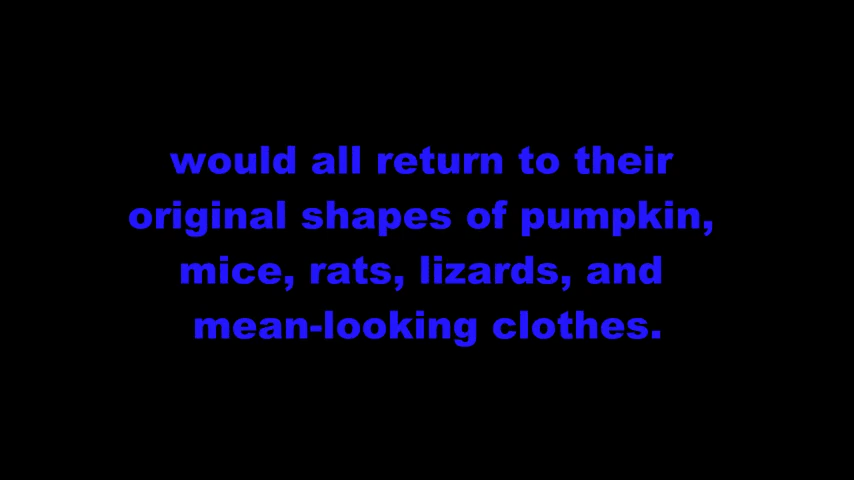 would all return to their
original shapes of pumpkin,
mice, rats, lizards, and
mean-looking clothes.